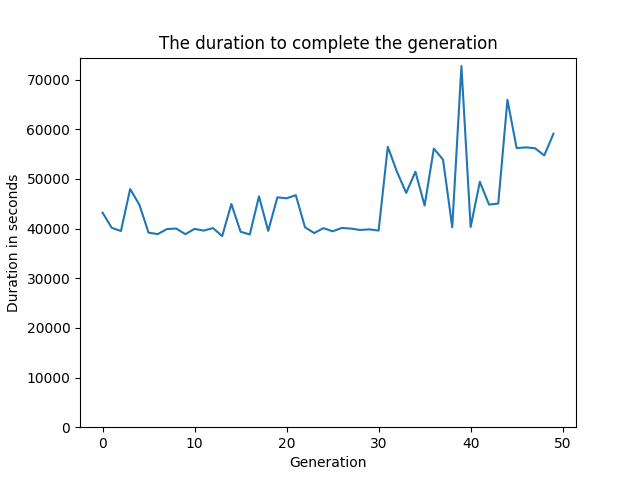 The duration to complete the generation
70000
60000
50000
40000
30000
20000
10000
0
Duration in seconds
0 10 20 30 40 50
Generation